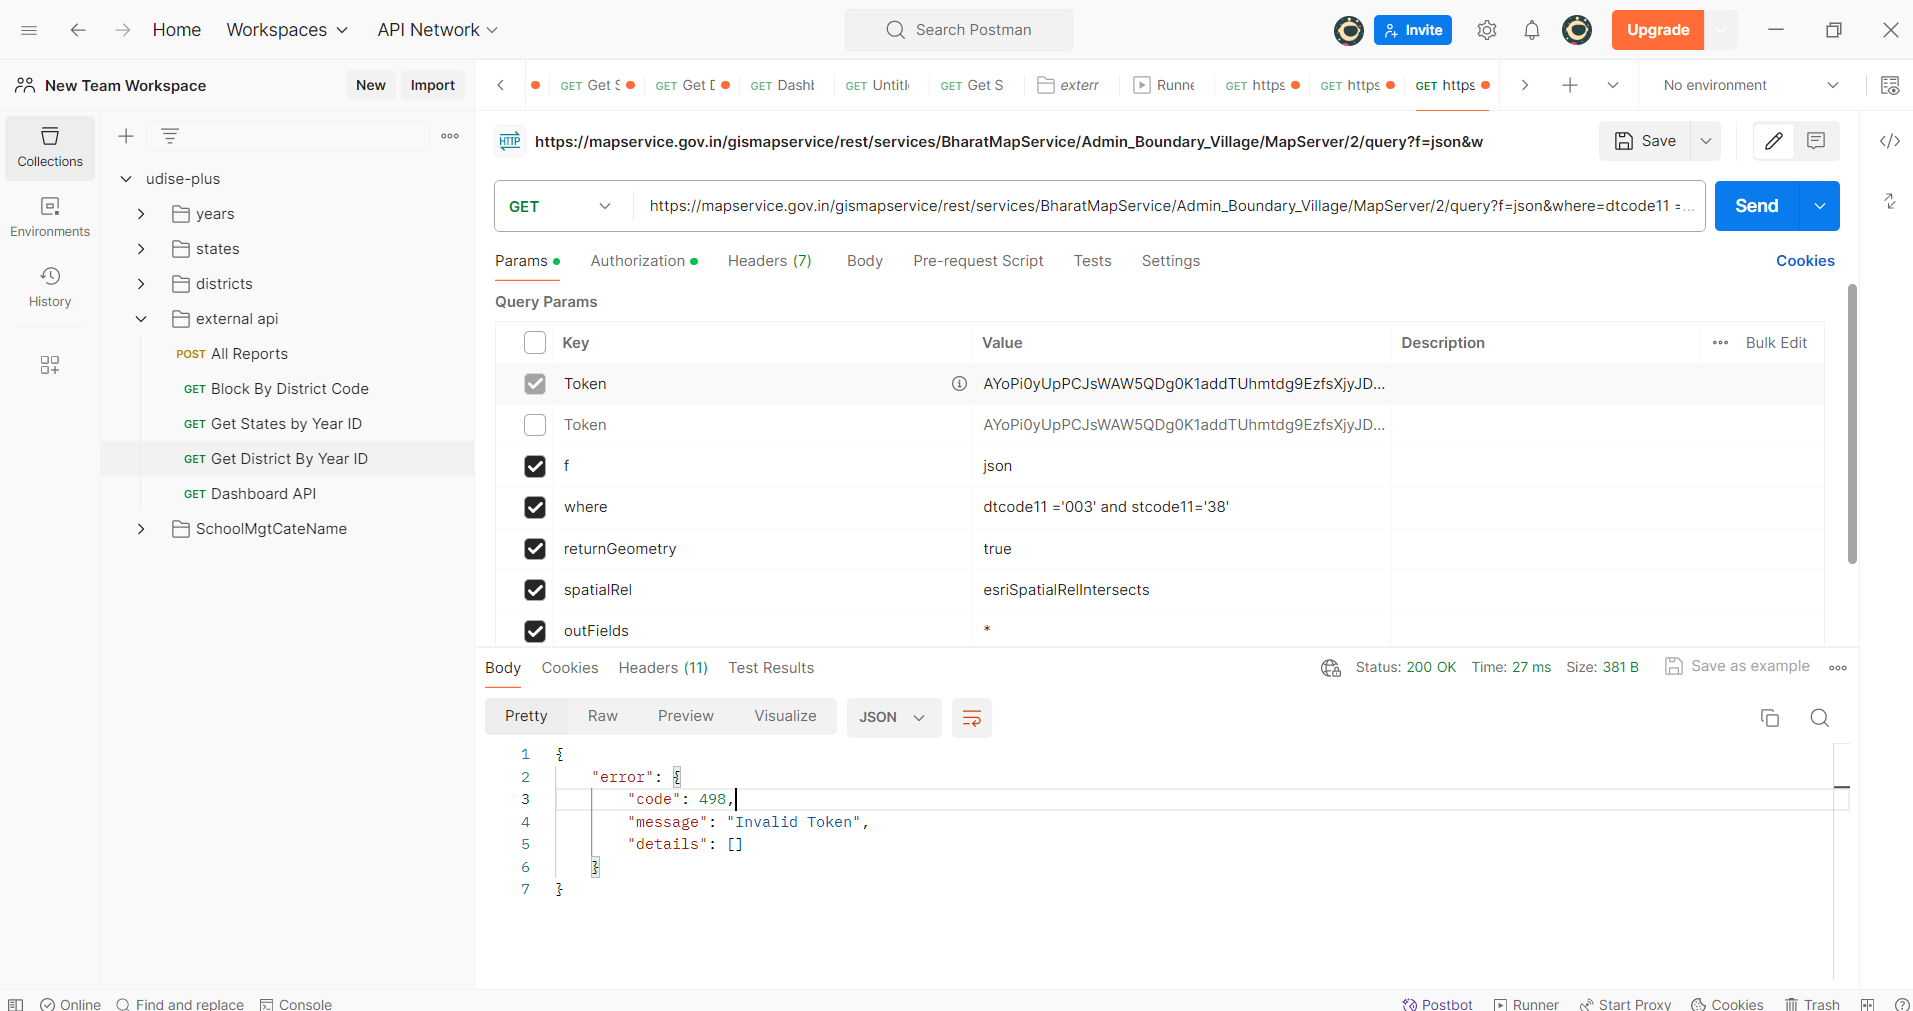 Home Workspaces API Network Search Postman Invite Upgrade
New Team Workspace New Import GET Get S GET Get D GET Dashb GET Untitl GET Get S exterr Runne GET https GET https GET https No environment
Collections
Environments
History
udise-plus
years
states
districts
external api
POST All Reports
GET Block By District Code
GET Get States by Year ID
GET Get District By Year ID
GET Dashboard API
SchoolMgtCateName
HTTP https://mapservice.gov.in/gismapservice/rest/services/BharatMapService/Admin_Boundary_Village/MapServer/2/query?f=json&w Save
GET https://mapservice.gov.in/gismapservice/rest/services/BharatMapService/Admin_Boundary_Village/MapServer/2/query?f=json&where=dtcode11 =... Send
Params Authorization Headers (7) Body Pre-request Script Tests Settings Cookies
Query Params
Key Value Description Bulk Edit
Token AYoPi0yUpPCJsWAW5QDg0K1addTUhmtdg9EzfsXjyJD...
Token AYoPi0yUpPCJsWAW5QDg0K1addTUhmtdg9EzfsXjyJD...
f json
where dtcode11 ='003' and stcode11='38'
returnGeometry true
spatialRel esriSpatialRelIntersects
outFields *
Body Cookies Headers (11) Test Results Status: 200 OK Time: 27 ms Size: 381 B Save as example
Pretty Raw Preview Visualize JSON
1 {
2 "error": {
3 "code": 498,
4 "message": "Invalid Token",
5 "details": []
6 }
7 }
Online Find and replace Console Postbot Runner Start Proxy Cookies Trash